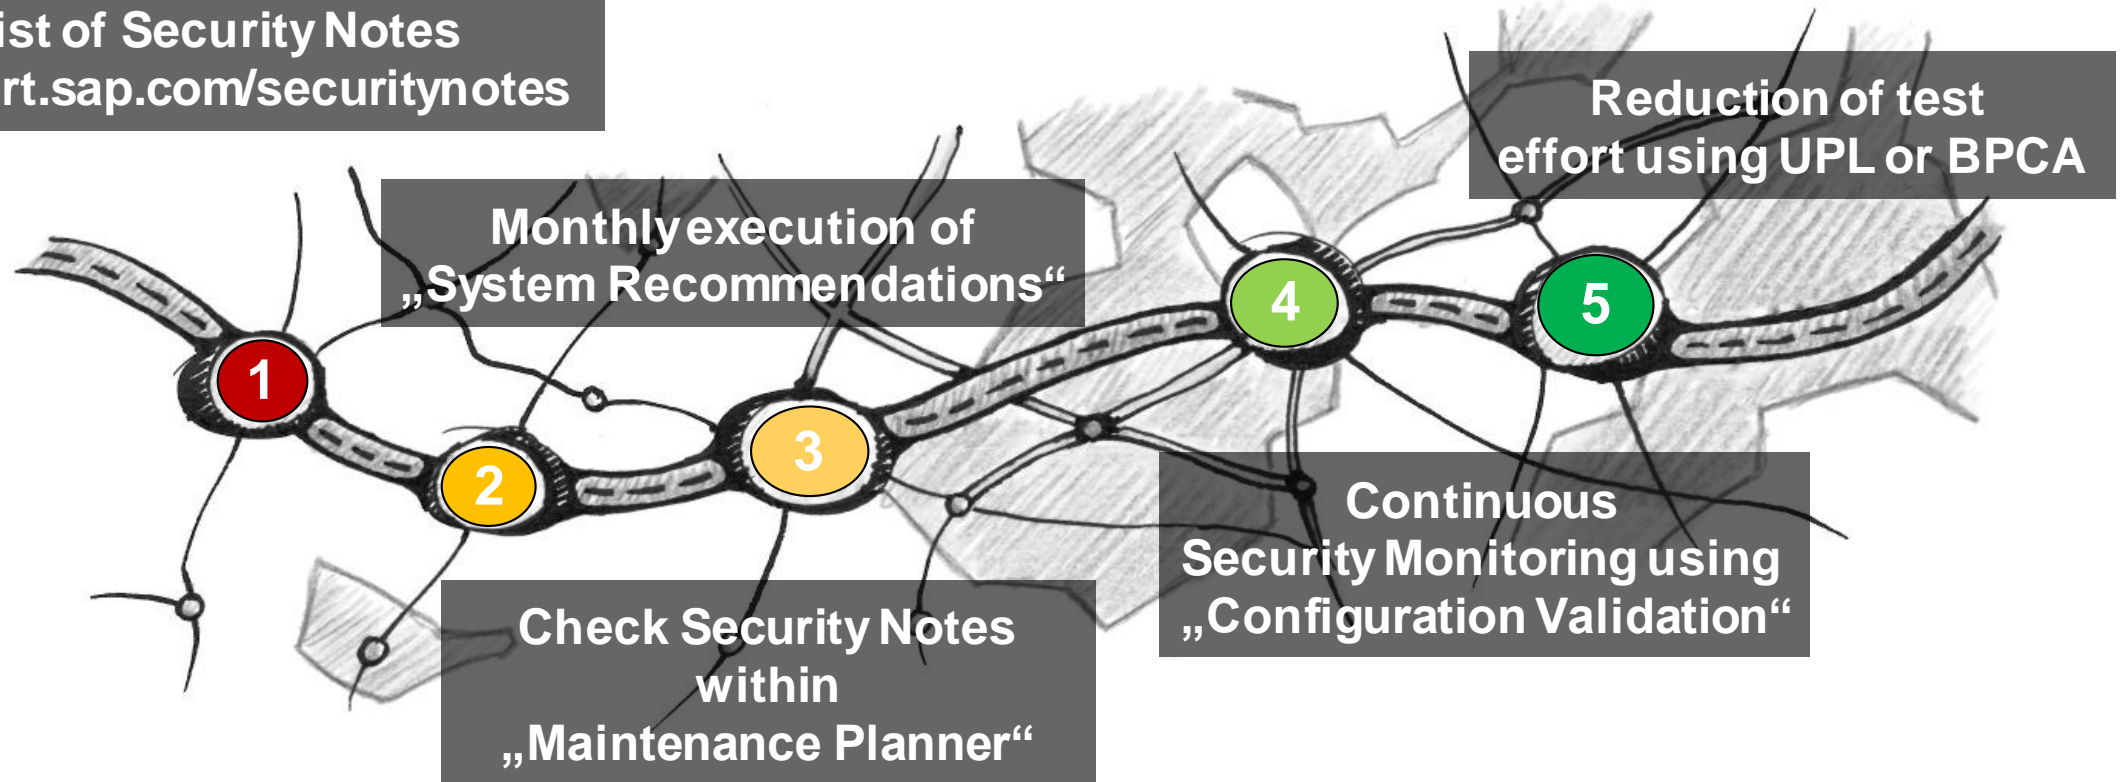 ist of Security Notes
rt.sap.com/securitynotes
Reduction of test
effort using UPL or BPCA
Monthly execution of
„System Recommendations“
1
2
3
4
5
Continuous
Security Monitoring using
„Configuration Validation“
Check Security Notes
within
„Maintenance Planner“